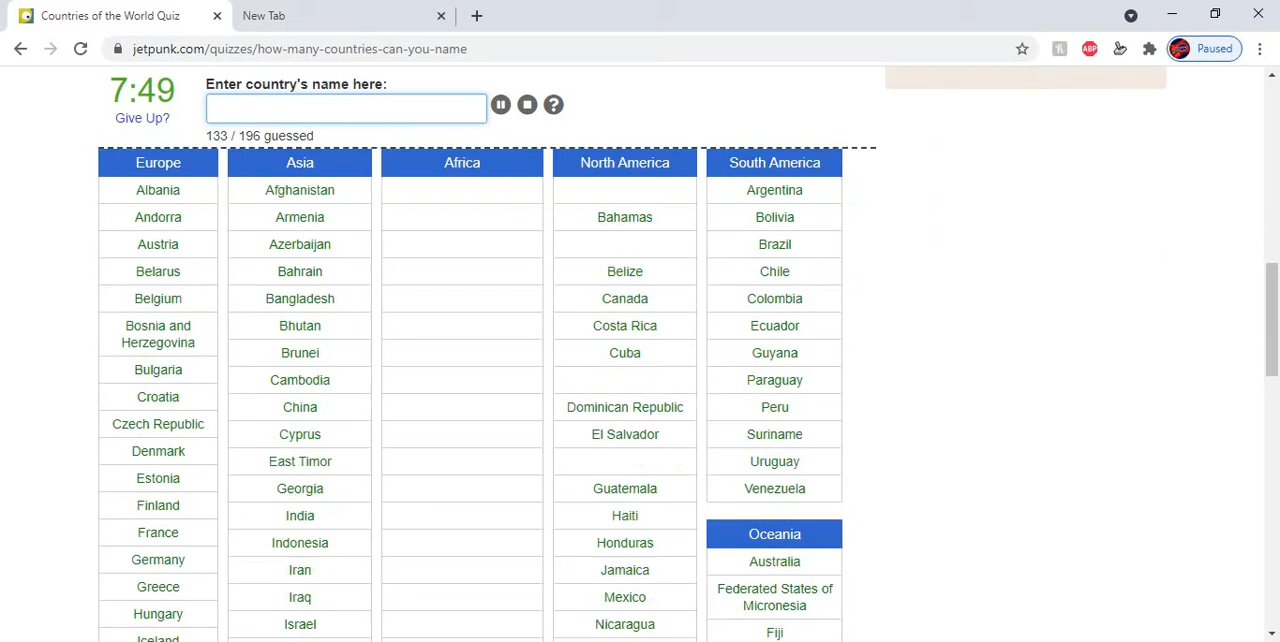 Countries of the World Quiz
New Tab
jetpunk.com/quizzes/how-many-countries-can-you-name
ABP
Paused
7:49
Give Up?
Enter country's name here:
133 / 196 guessed
Europe
Albania
Andorra
Austria
Belarus
Belgium
Bosnia and
Herzegovina
Bulgaria
Croatia
Czech Republic
Denmark
Estonia
Finland
France
Germany
Greece
Hungary
Iceland
Asia
Afghanistan
Armenia
Azerbaijan
Bahrain
Bangladesh
Bhutan
Brunei
Cambodia
China
Cyprus
East Timor
Georgia
India
Indonesia
Iran
Iraq
Israel
Africa
North America
Bahamas
Belize
Canada
Costa Rica
Cuba
Dominican Republic
El Salvador
Guatemala
Haiti
Honduras
Jamaica
Mexico
Nicaragua
South America
Argentina
Bolivia
Brazil
Chile
Colombia
Ecuador
Guyana
Paraguay
Peru
Suriname
Uruguay
Venezuela
Oceania
Australia
Federated States of
Micronesia
Fiji